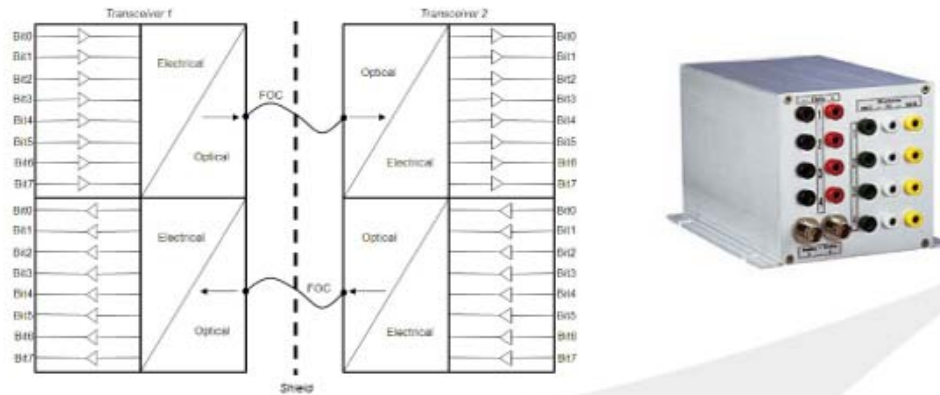 Transceiver 1
Transceiver 2
Bit0
Bit1
Bit2
Bit3
Bit4
Bit5
Bit6
Bit7
Electrical
Optical
FOC
Optical
Electrical
Bit0
Bit1
Bit2
Bit3
Bit4
Bit5
Bit6
Bit7
Bit0
Bit1
Bit2
Bit3
Bit4
Bit5
Bit6
Bit7
Electrical
Optical
FOC
Optical
Electrical
Bit0
Bit1
Bit2
Bit3
Bit4
Bit5
Bit6
Bit7
Shield